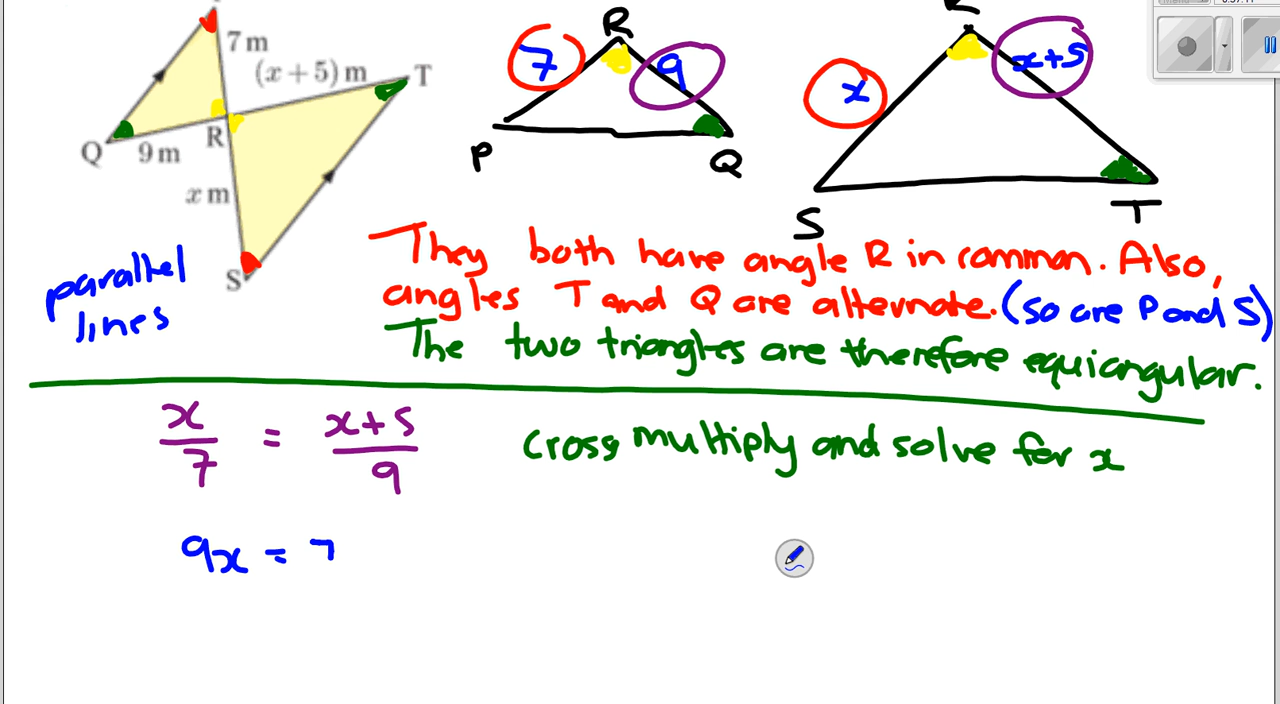 7 m
(x + 5) m
T
Q
9 m
R
x m
S
R
7
9
P
Q
x
x+5
S
T
parallel
lines
They both have angle R in common. Also,
angles T and Q are alternate. (so are P and S)
The two triangles are therefore equiangular.
x/7 = x+5/9
cross multiply and solve for x
9x = 7